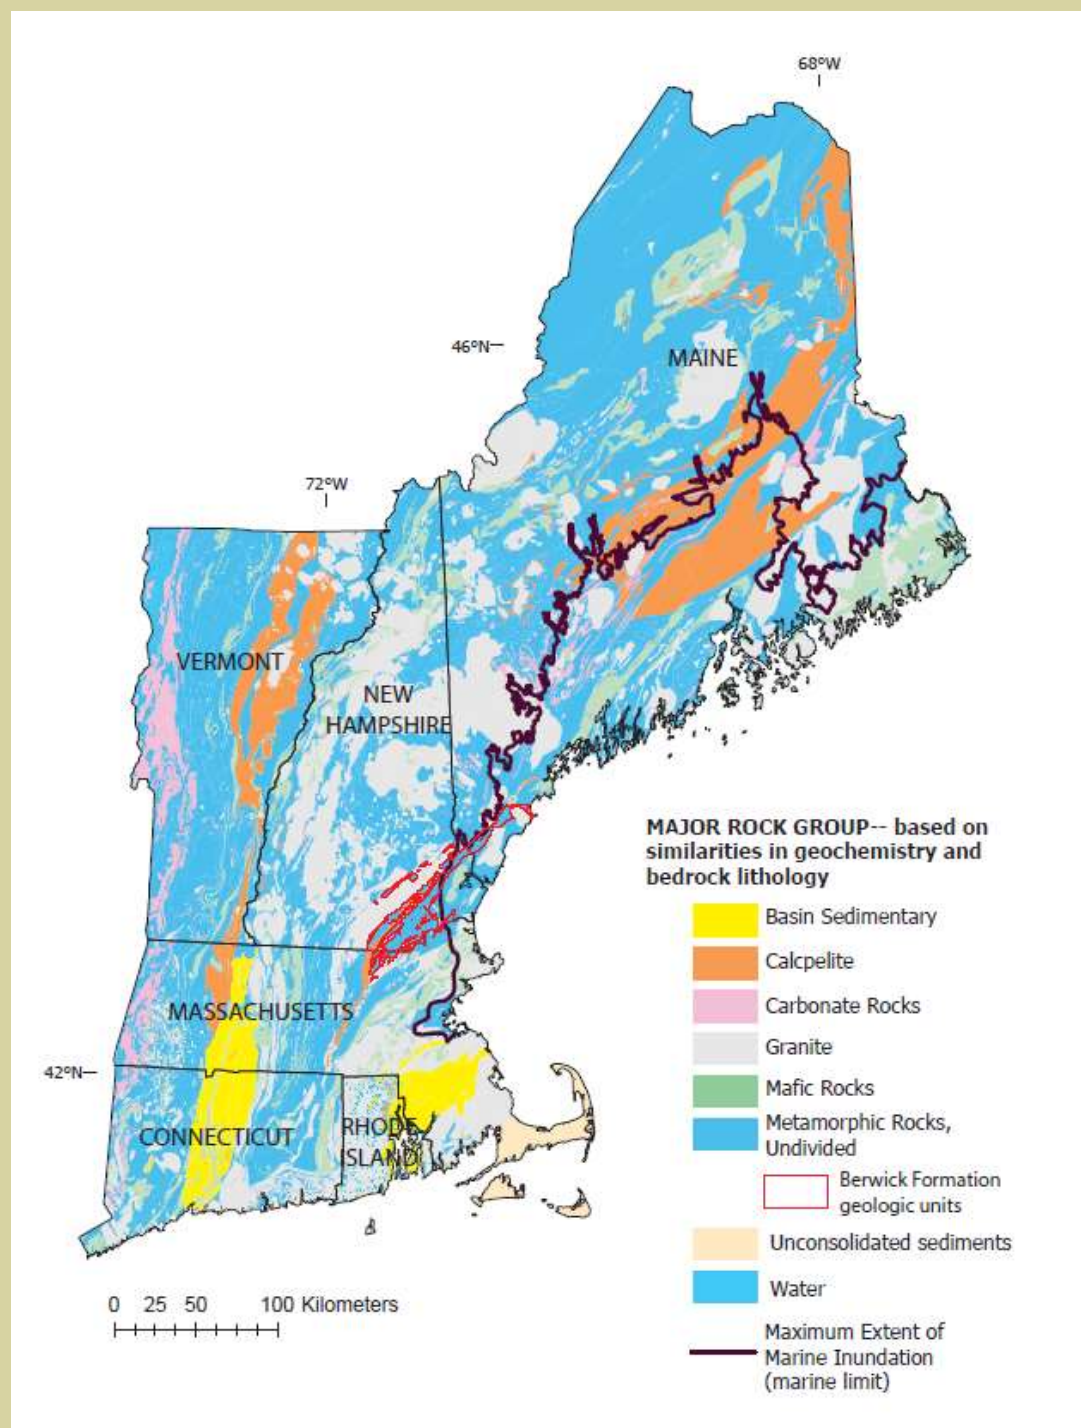 68°W
46°N
MAINE
72°W
VERMONT
NEW
HAMPSHIRE
MAJOR ROCK GROUP-- based on
similarities in geochemistry and
bedrock lithology
Basin Sedimentary
Calcpelite
Carbonate Rocks
Granite
Mafic Rocks
Metamorphic Rocks,
Undivided
Berwick Formation
geologic units
Unconsolidated sediments
Water
Maximum Extent of
Marine Inundation
(marine limit)
MASSACHUSETTS
42°N
CONNECTICUT
RHODE
ISLAND
0 25 50 100 Kilometers